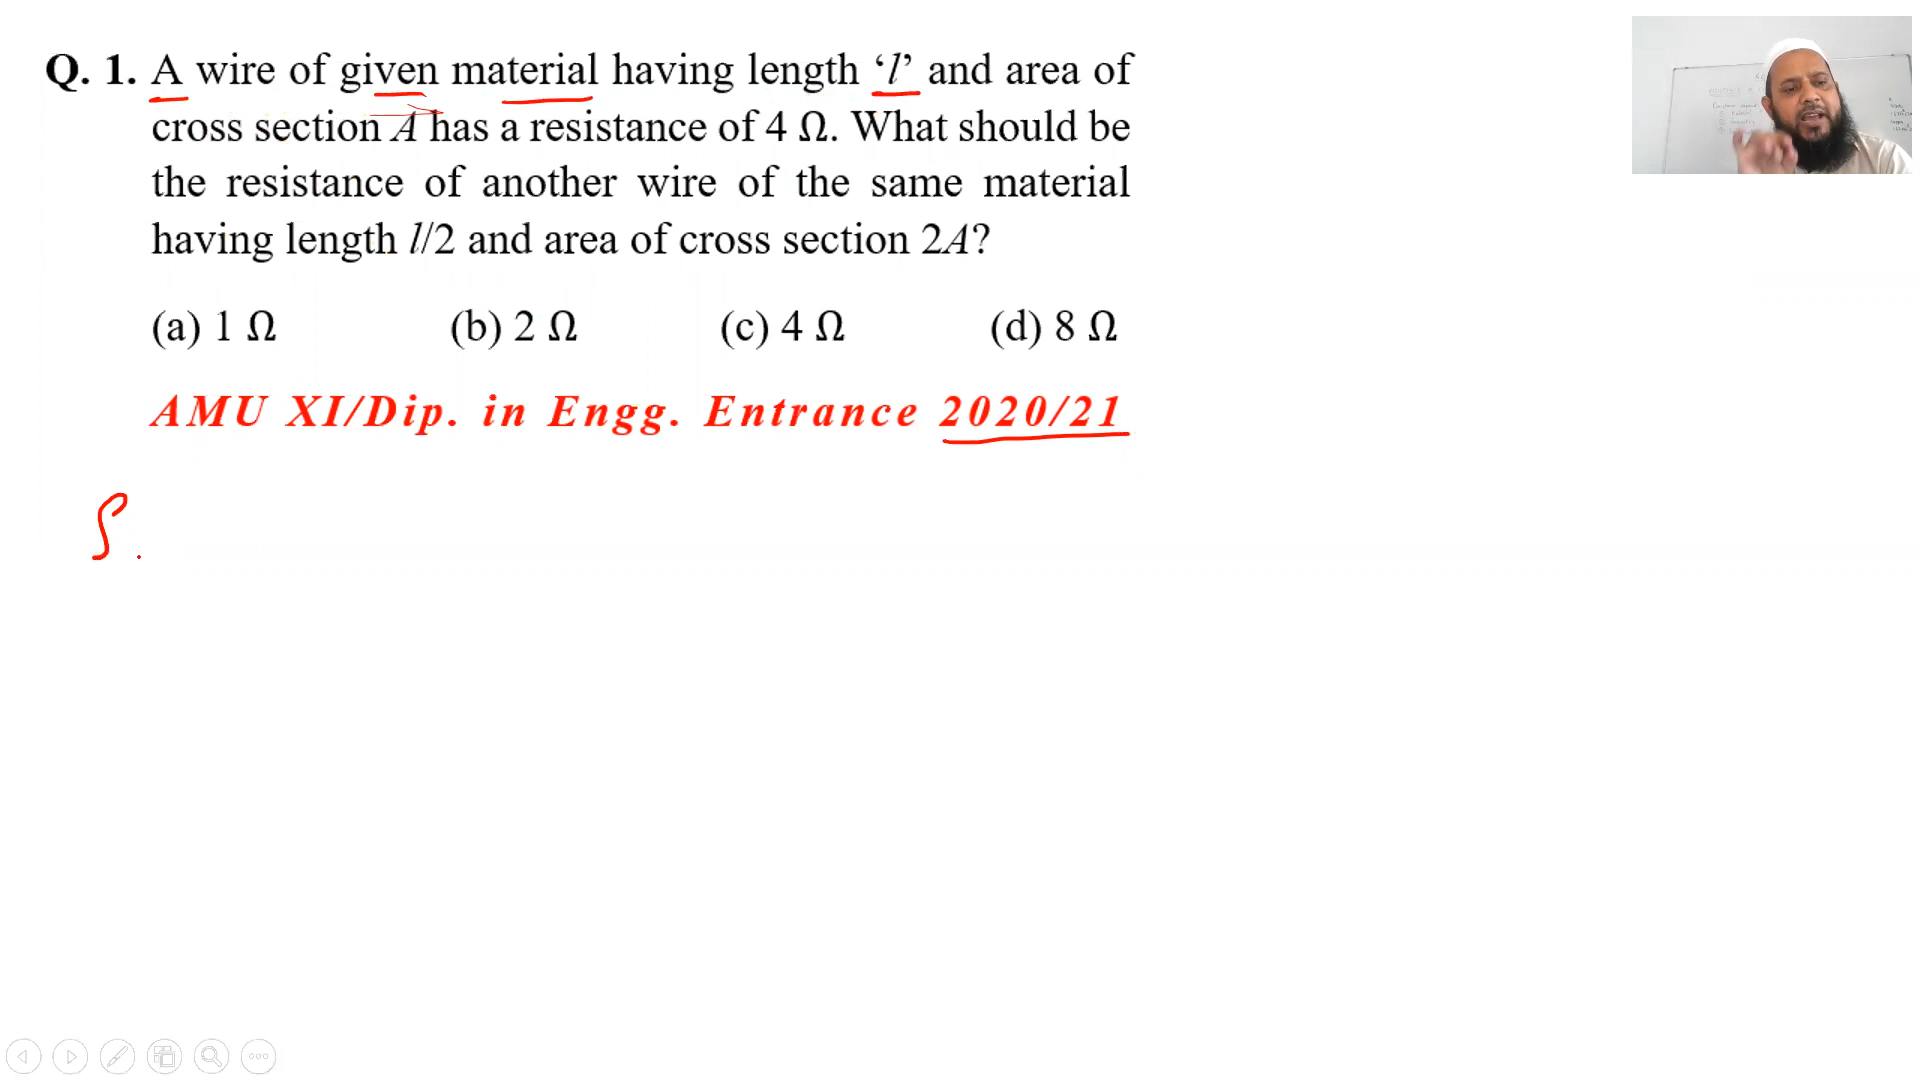 Q. 1. A wire of given material having length ‘l’ and area of
cross section A has a resistance of 4 Ω. What should be
the resistance of another wire of the same material
having length l/2 and area of cross section 2A?
(a) 1 Ω (b) 2 Ω (c) 4 Ω (d) 8 Ω
AMU XI/Dip. in Engg. Entrance 2020/21